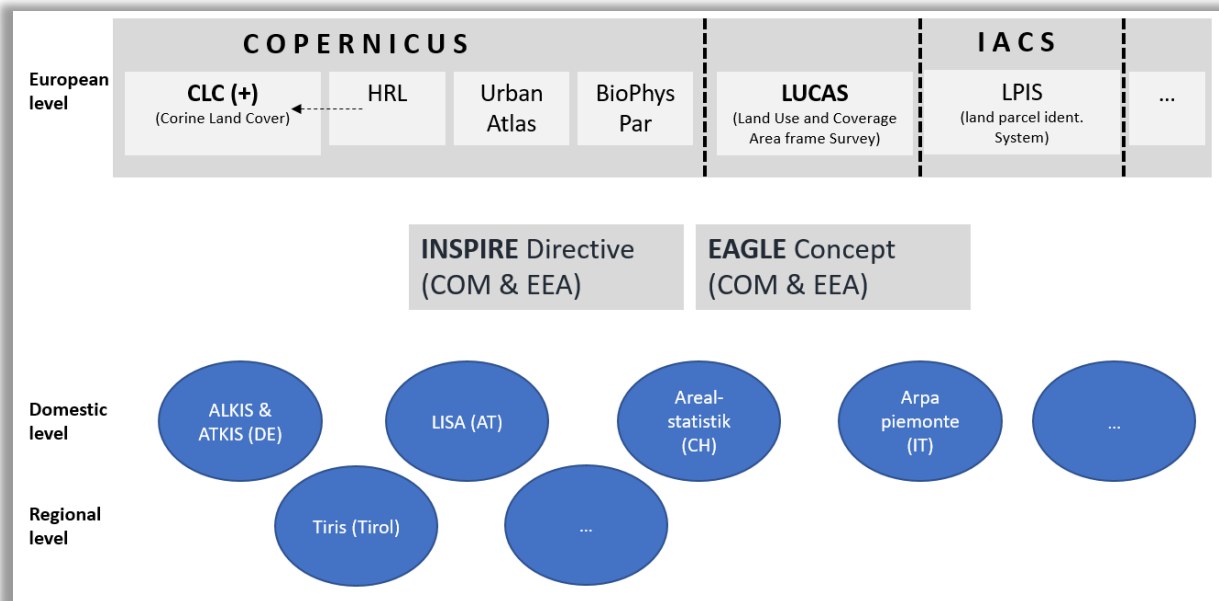 COPERNICUS
IACS
European
level
CLC (+)
(Corine Land Cover)
HRL
Urban
Atlas
BioPhys
Par
LUCAS
(Land Use and Coverage
Area frame Survey)
LPIS
(land parcel ident.
System)
...
INSPIRE Directive
(COM & EEA)
EAGLE Concept
(COM & EEA)
Domestic
level
ALKIS &
ATKIS (DE)
LISA (AT)
Areal-
statistik
(CH)
Arpa
piemonte
(IT)
...
Regional
level
Tiris (Tirol)
...